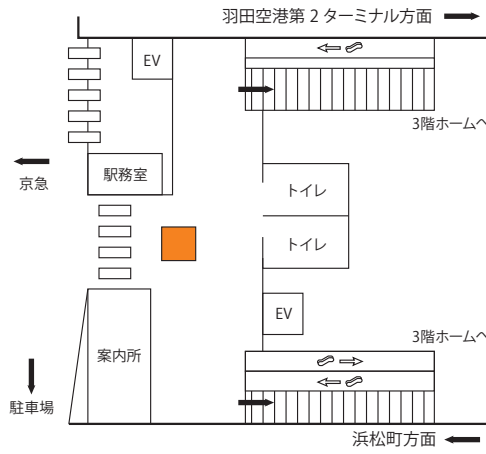 羽田空港第2ターミナル方面
EV
3階ホームへ
駅務室
京急
トイレ
トイレ
EV
案内所
3階ホームへ
駐車場
浜松町方面